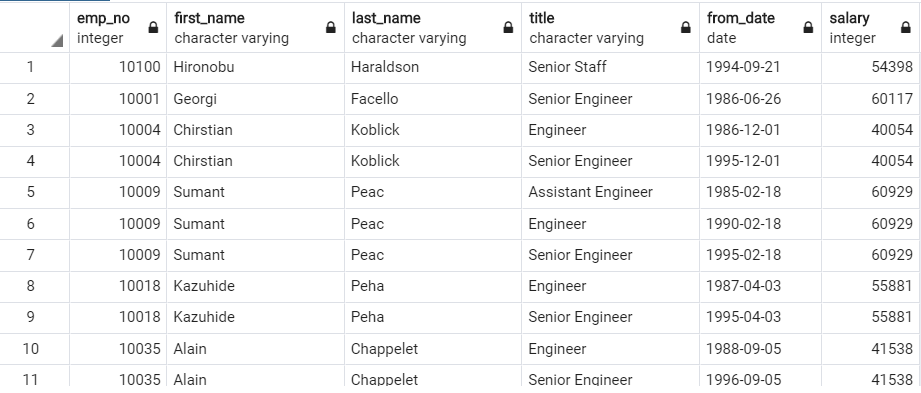 emp_no first_name last_name title from_date salary
integer character varying character varying character varying date integer
1 10100 Hironobu Haraldson Senior Staff 1994-09-21 54398
2 10001 Georgi Facello Senior Engineer 1986-06-26 60117
3 10004 Chirstian Koblick Engineer 1986-12-01 40054
4 10004 Chirstian Koblick Senior Engineer 1995-12-01 40054
5 10009 Sumant Peac Assistant Engineer 1985-02-18 60929
6 10009 Sumant Peac Engineer 1990-02-18 60929
7 10009 Sumant Peac Senior Engineer 1995-02-18 60929
8 10018 Kazuhide Peha Engineer 1987-04-03 55881
9 10018 Kazuhide Peha Senior Engineer 1995-04-03 55881
10 10035 Alain Chappelet Engineer 1988-09-05 41538
11 10035 Alain Chappelet Senior Engineer 1996-09-05 41538